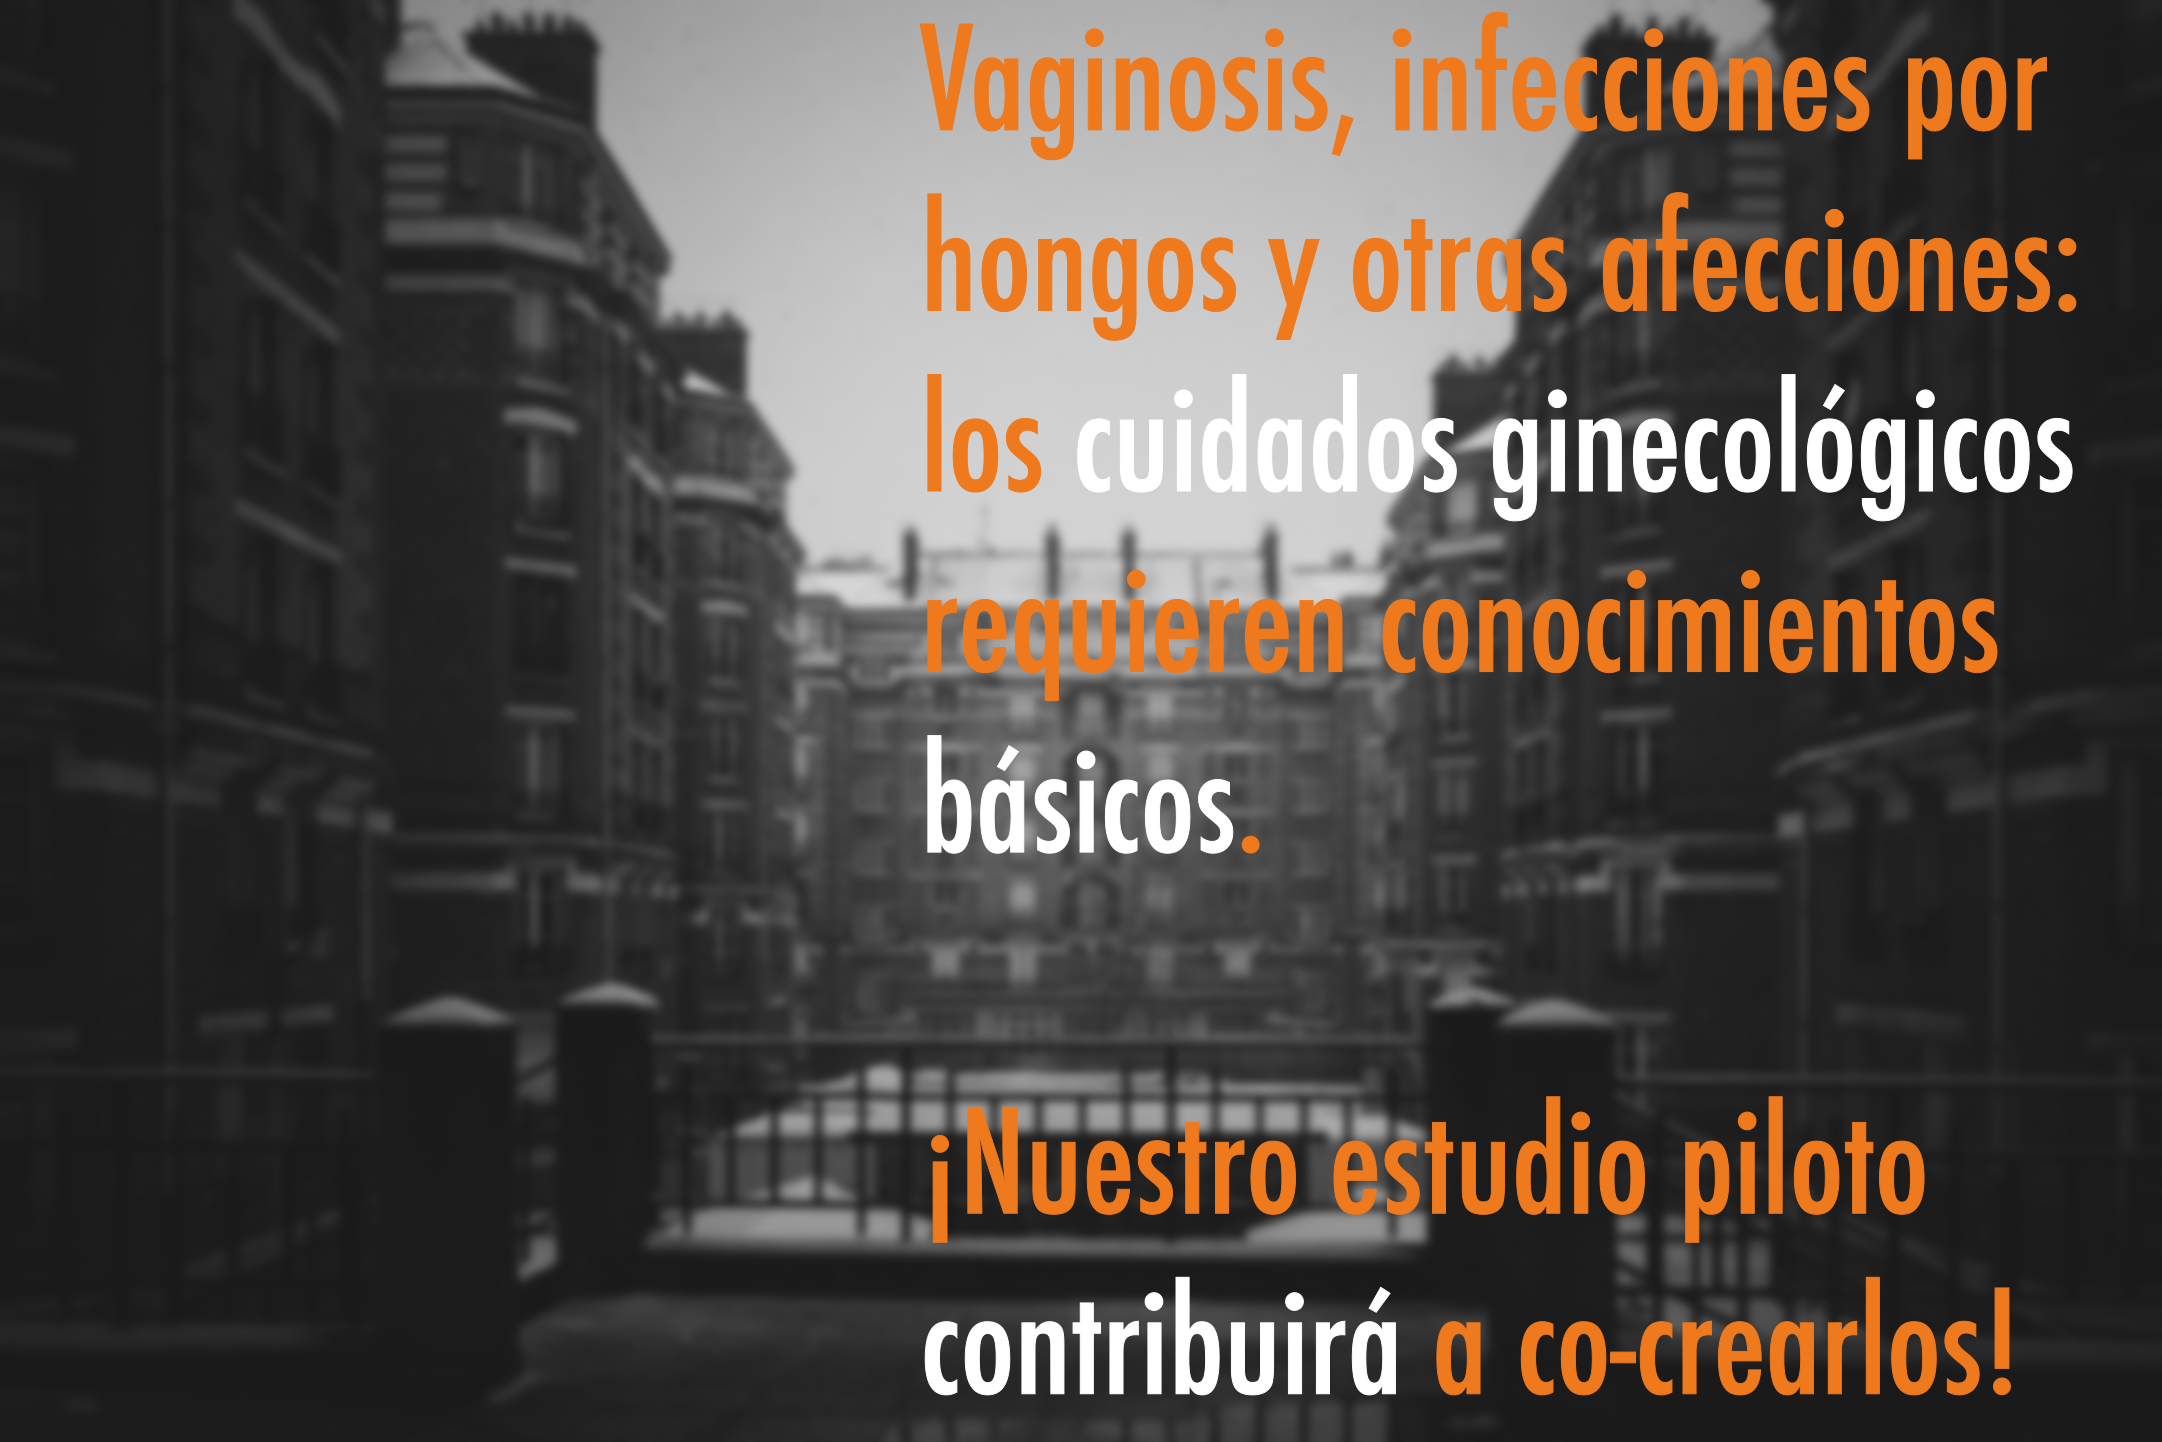 Vaginosis, infecciones por
hongos y otras afecciones:
los cuidados ginecológicos
requieren conocimientos
básicos.
¡Nuestro estudio piloto
contribuirá a co-crearlos!